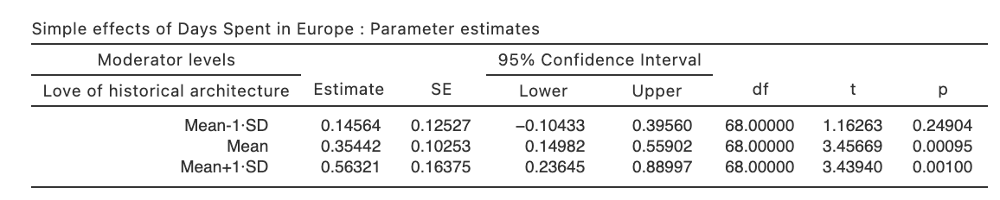 Simple effects of Days Spent in Europe : Parameter estimates
Moderator levels 95% Confidence Interval
Love of historical architecture Estimate SE Lower Upper df t p
Mean-1·SD 0.14564 0.12527 −0.10433 0.39560 68.00000 1.16263 0.24904
Mean 0.35442 0.10253 0.14982 0.55902 68.00000 3.45669 0.00095
Mean+1·SD 0.56321 0.16375 0.23645 0.88997 68.00000 3.43940 0.00100